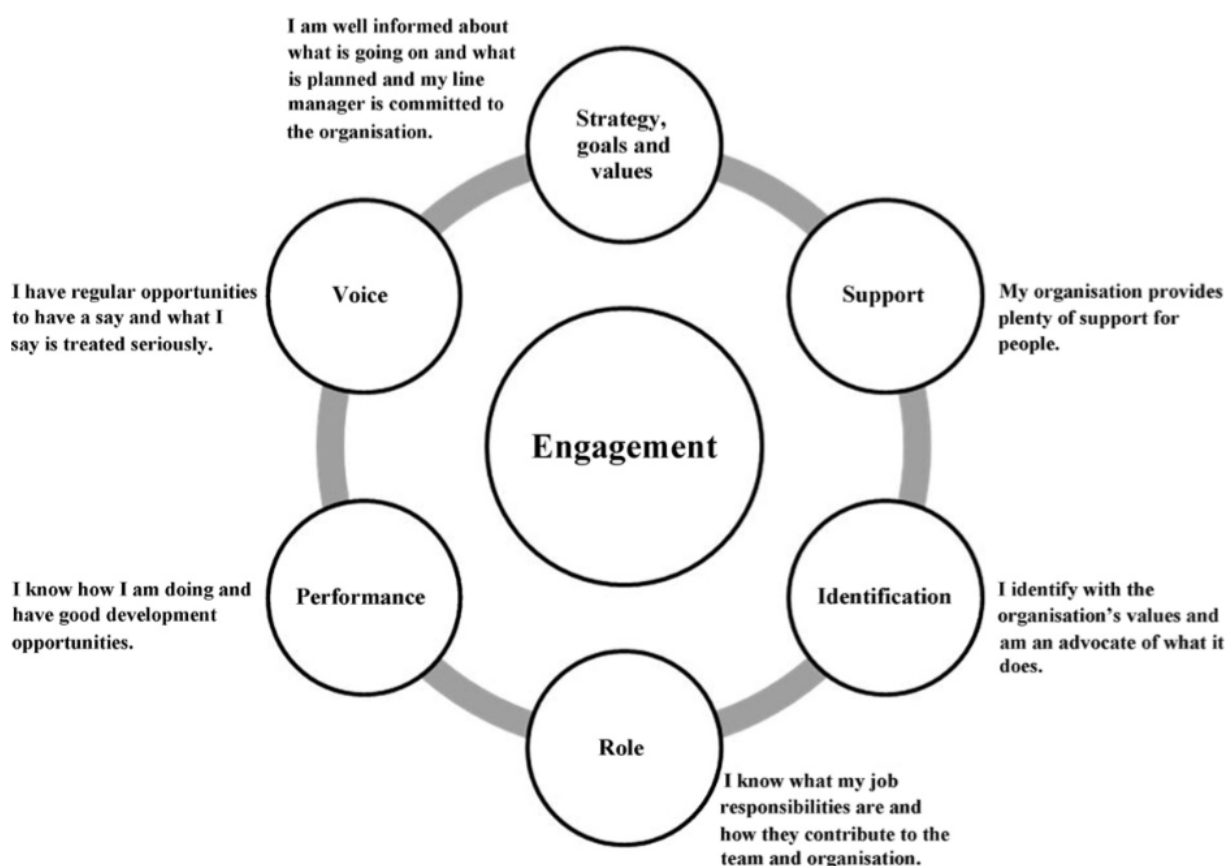 I am well informed about
what is going on and what
is planned and my line
manager is committed to
the organisation.
Strategy,
goals and
values
Voice
I have regular opportunities
to have a say and what I
say is treated seriously.
Support
My organisation provides
plenty of support for
people.
Engagement
Performance
I know how I am doing and
have good development
opportunities.
Identification
I identify with the
organisation’s values and
am an advocate of what it
does.
Role
I know what my job
responsibilities are and
how they contribute to the
team and organisation.